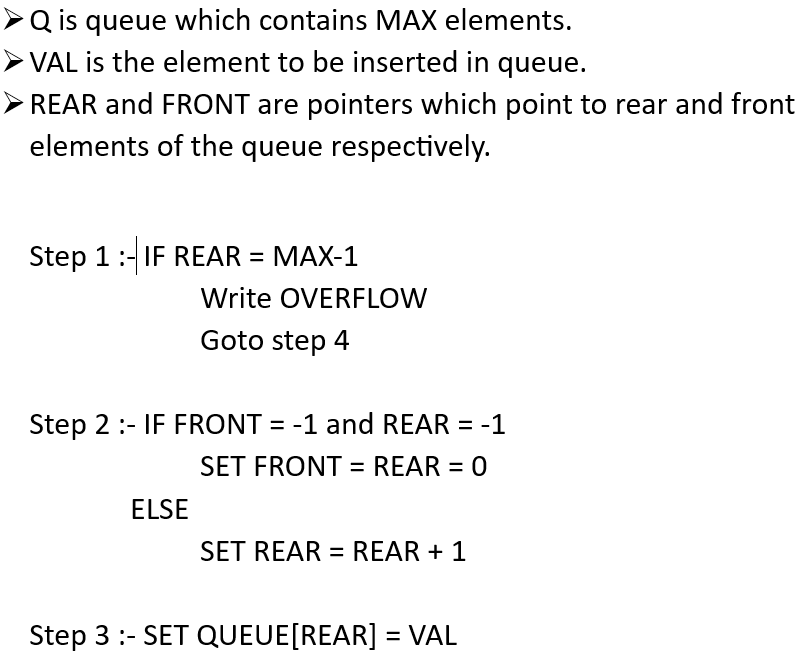 ➢ Q is queue which contains MAX elements.
➢ VAL is the element to be inserted in queue.
➢ REAR and FRONT are pointers which point to rear and front
elements of the queue respectively.
Step 1 :- IF REAR = MAX-1
Write OVERFLOW
Goto step 4
Step 2 :- IF FRONT = -1 and REAR = -1
SET FRONT = REAR = 0
ELSE
SET REAR = REAR + 1
Step 3 :- SET QUEUE[REAR] = VAL